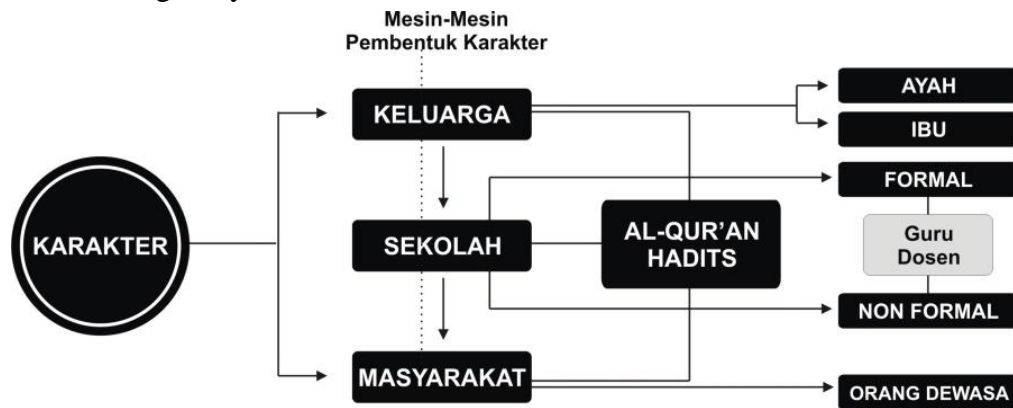 Mesin-Mesin
Pembentuk Karakter
KARAKTER
KELUARGA
SEKOLAH
MASYARAKAT
AL-QUR'AN
HADITS
AYAH
IBU
FORMAL
Guru
Dosen
NON FORMAL
ORANG DEWASA